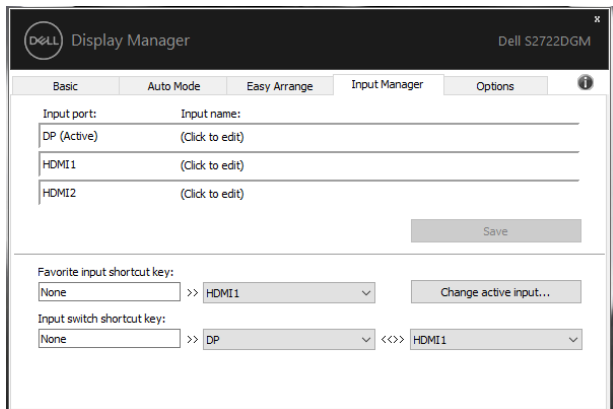 DELL Display Manager Dell S2722DGM x
Basic Auto Mode Easy Arrange Input Manager Options i
Input port: Input name:
DP (Active) (Click to edit)
HDMI1 (Click to edit)
HDMI2 (Click to edit)
Save
Favorite input shortcut key:
None >> HDMI1 Change active input...
Input switch shortcut key:
None >> DP <<>> HDMI1